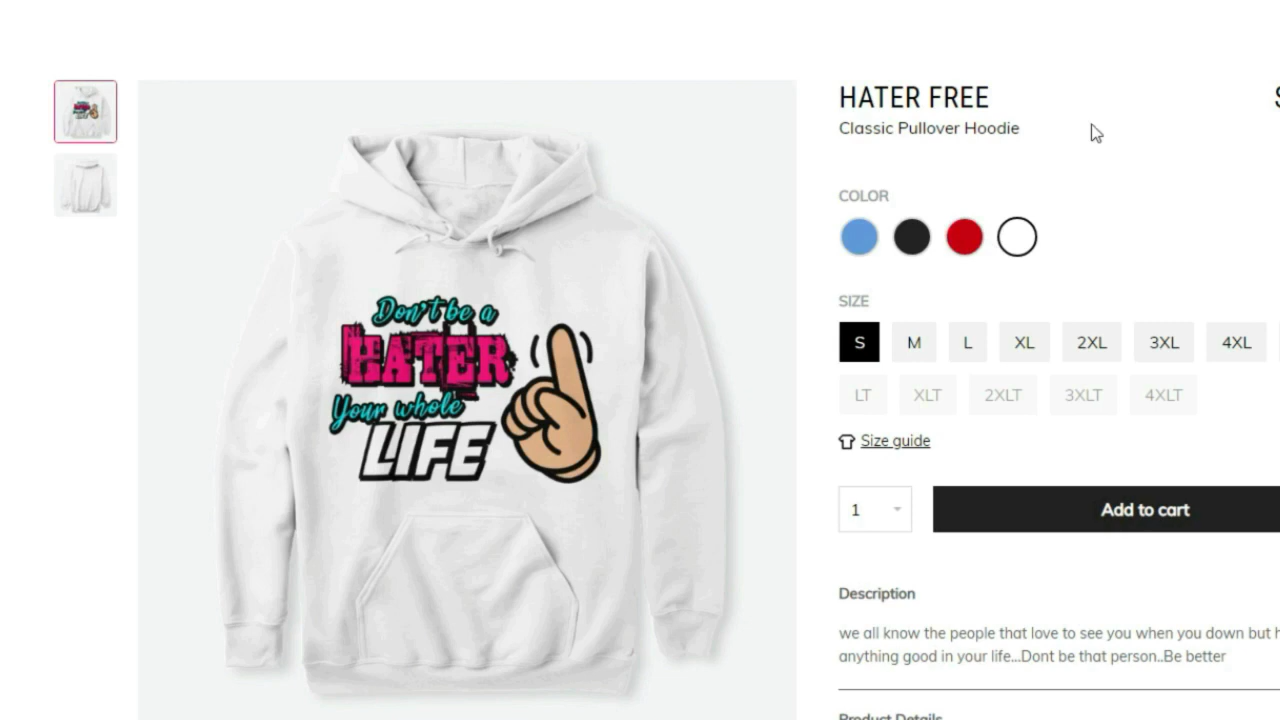 HATER FREE
Classic Pullover Hoodie
COLOR
SIZE
S M L XL 2XL 3XL 4XL
LT XLT 2XLT 3XLT 4XLT
Size guide
1 Add to cart
Description
we all know the people that love to see you when you down but
anything good in your life...Dont be that person..Be better
Product Details
Don't be a
HATER
Your whole
LIFE